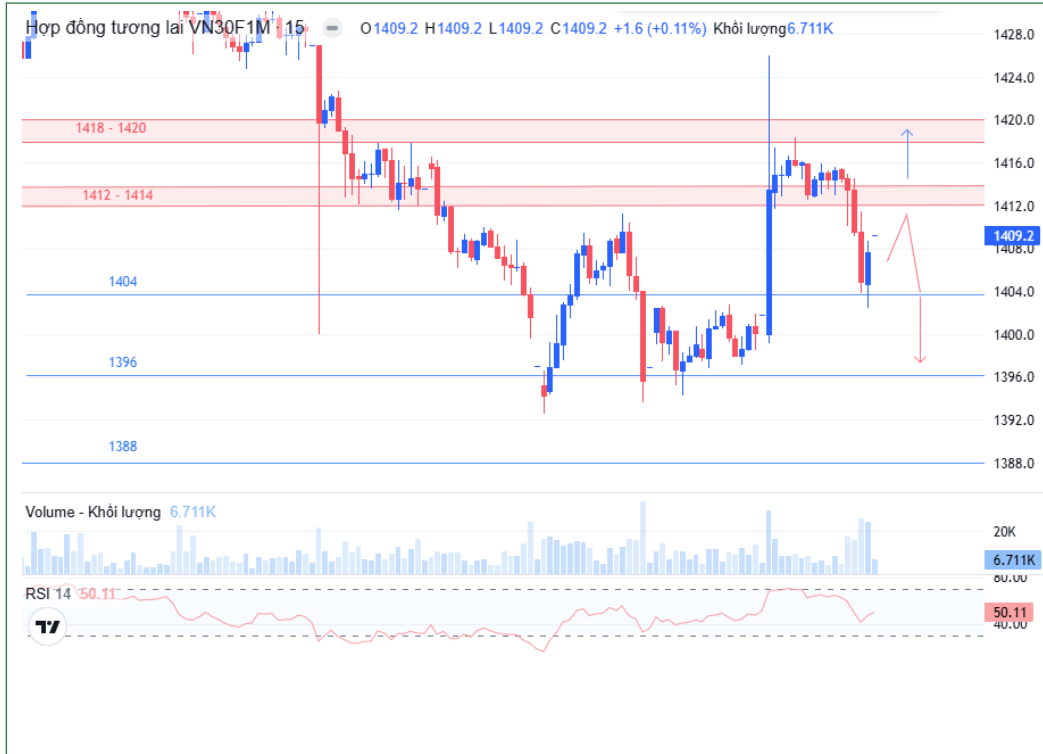 Hợp đồng tương lai VN30F1M · 15 O1409.2 H1409.2 L1409.2 C1409.2 +1.6 (+0.11%) Khối lượng6.711K
1428.0
1424.0
1420.0
1418 - 1420
1416.0
1412 - 1414
1412.0
1409.2
1408.0
1404
1404.0
1400.0
1396
1396.0
1392.0
1388
1388.0
Volume - Khối lượng 6.711K
20K
6.711K
80.00
RSI 14 50.11
50.11
40.00